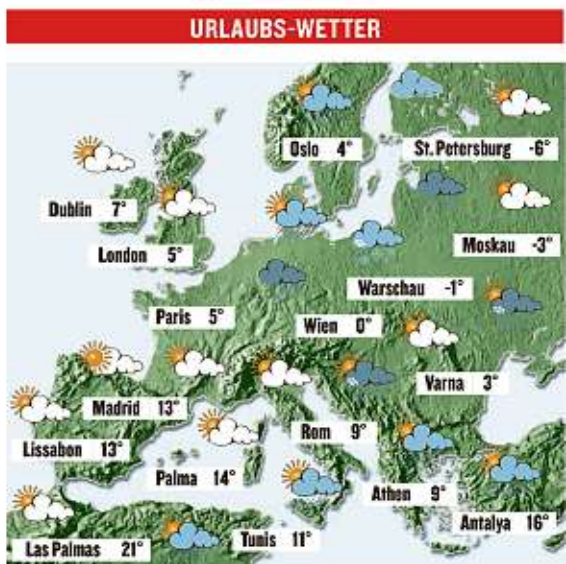 URLAUBS-WETTER
Oslo 4°
St. Petersburg -6°
Dublin 7°
London 5°
Moskau -3°
Warschau -1°
Paris 5°
Wien 0°
Varna 3°
Madrid 13°
Lissabon 13°
Rom 9°
Palma 14°
Athen 9°
Antalya 16°
Las Palmas 21°
Tunis 11°